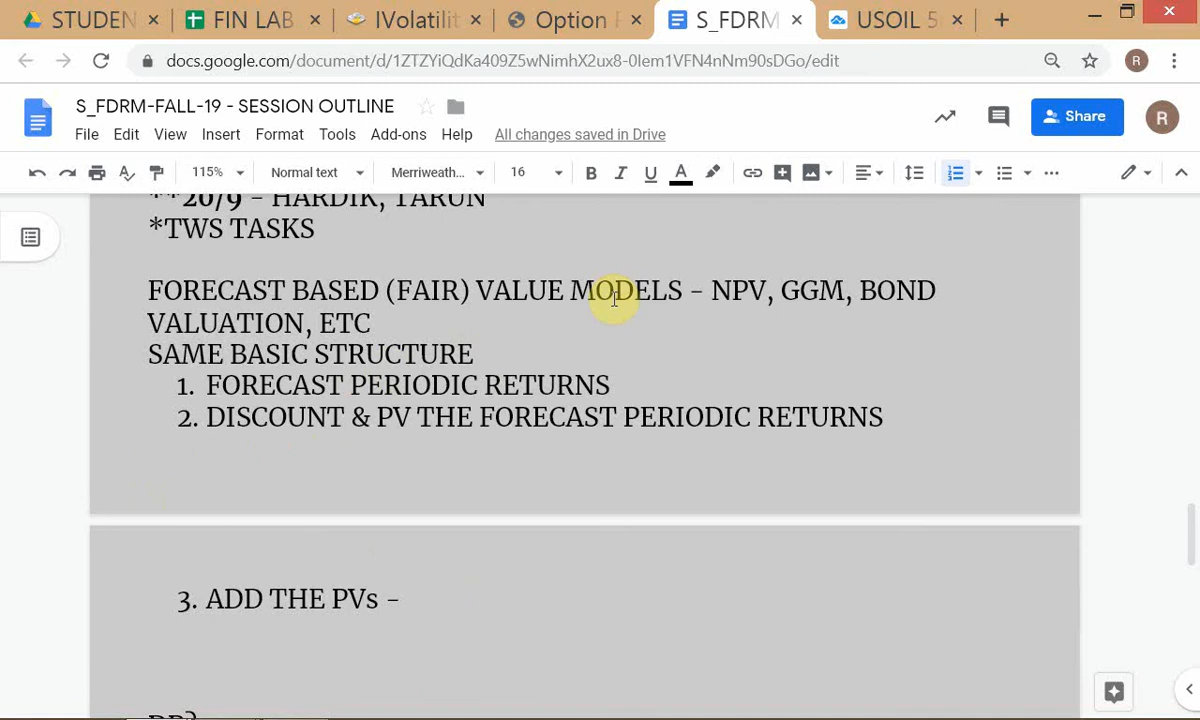 STUDEN
FIN LAB
IVolatilit
Option
S_FDRM
USOIL 5
docs.google.com/document/d/1ZTZYiQdKa409Z5wNimhX2ux8-0Iem1VFN4nNm90sDGo/edit
R
S_FDRM-FALL-19 - SESSION OUTLINE
File Edit View Insert Format Tools Add-ons Help All changes saved in Drive
Share
R
115% Normal text Merriweath... 16 B I U A
**20/9 - HARDIK, TARUN
*TWS TASKS
FORECAST BASED (FAIR) VALUE MODELS - NPV, GGM, BOND
VALUATION, ETC
SAME BASIC STRUCTURE
1. FORECAST PERIODIC RETURNS
2. DISCOUNT & PV THE FORECAST PERIODIC RETURNS
3. ADD THE PVs -